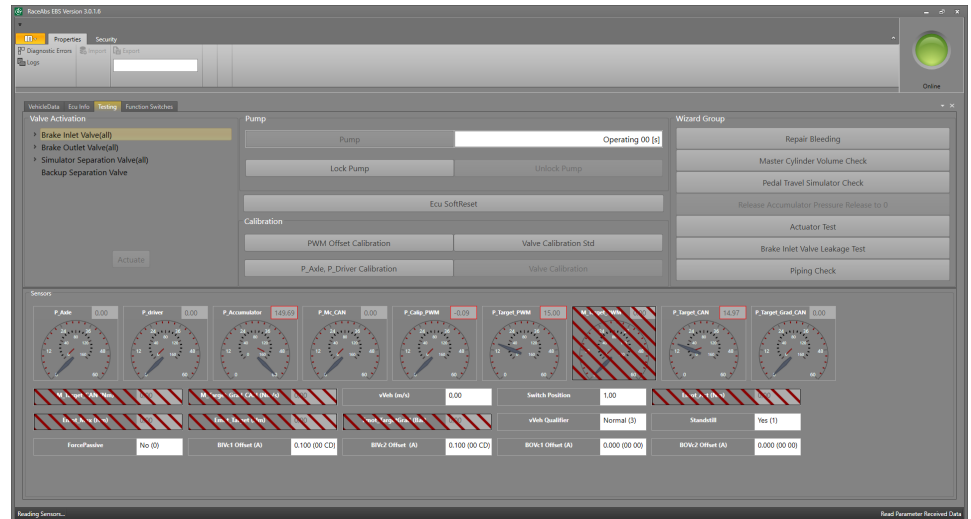 RaceAbs EBS Version 3.0.1.6
Properties Security
Diagnostic Errors Import Export
Logs
Online
VehicleData Ecu Info Testing Function Switches
Valve Activation
Brake Inlet Valve(all)
Brake Outlet Valve(all)
Simulator Separation Valve(all)
Backup Separation Valve
Actuate
Pump
Pump Operating 00 [s]
Lock Pump Unlock Pump
Ecu SoftReset
Calibration
PWM Offset Calibration Valve Calibration Std
P_Axle, P_Driver Calibration Valve Calibration
Wizard Group
Repair Bleeding
Master Cylinder Volume Check
Pedal Travel Simulator Check
Release Accumulator Pressure Release to 0
Actuator Test
Brake Inlet Valve Leakage Test
Piping Check
Sensors
P_Axle 0.00 P_driver 0.00 P_Accumulator 149.69 P_Mc_CAN 0.00 P_Calip_PWM -0.09 P_Target_PWM 15.00 P_Target_CAN 14.97 P_Target_Grad_CAN 0.00
vVeh (m/s) 0.00 Switch Position 1.00
vVeh Qualifier Normal (3) Standstill Yes (1)
ForcePassive No (0) BIVc1 Offset (A) 0.100 (00 CD) BIVc2 Offset (A) 0.100 (00 CD) BOVc1 Offset (A) 0.000 (00 00) BOVc2 Offset (A) 0.000 (00 00)
Reading Sensors... Read Parameter Received Data